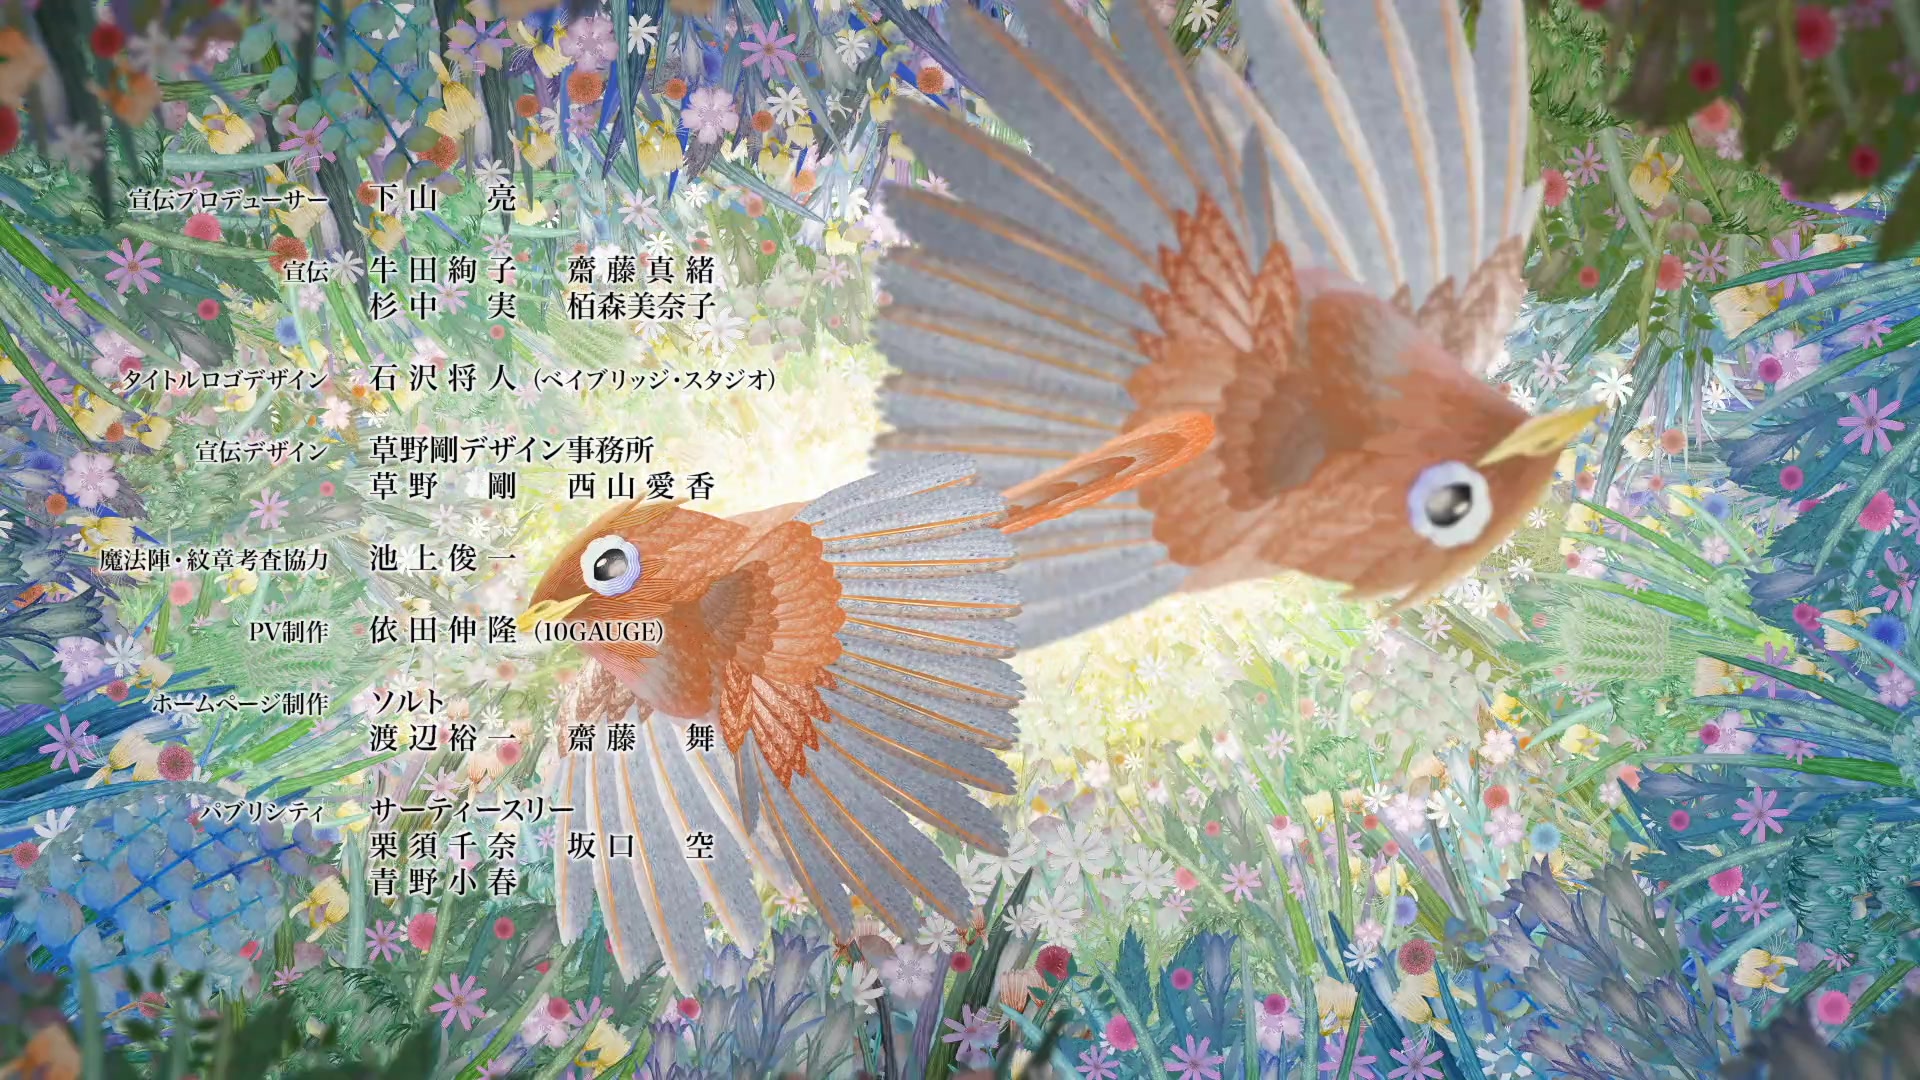 宣伝プロデューサー 下山 亮
宣伝 牛田絢子 齋藤真緒
杉中 実 栢森美奈子
タイトルロゴデザイン 石沢将人(ベイブリッジ・スタジオ)
宣伝デザイン 草野剛デザイン事務所
草野 剛 西山愛香
魔法陣・紋章考査協力 池上俊一
PV制作 依田伸隆(10GAUGE)
ホームページ制作 ソルト
渡辺裕一 齋藤 舞
パブリシティ サーティースリー
栗須千奈 坂口 空
青野小春